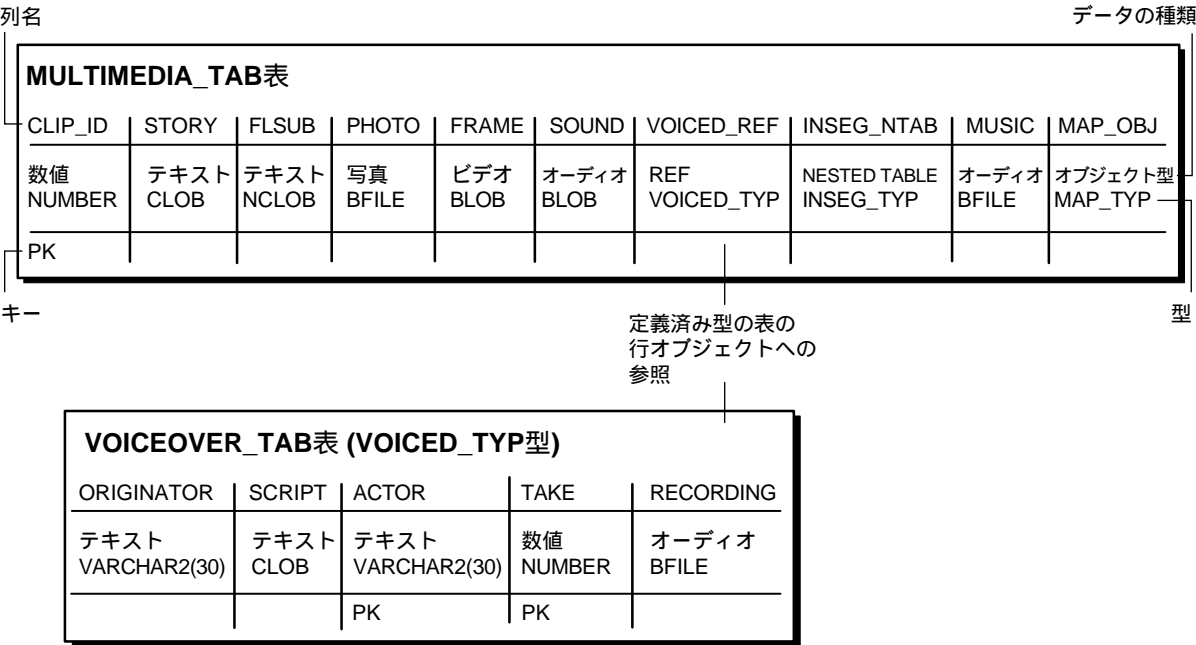 列名
データの種類
MULTIMEDIA_TAB表
CLIP_ID STORY FLSUB PHOTO FRAME SOUND VOICED_REF INSEG_NTAB MUSIC MAP_OBJ
数値 テキスト テキスト 写真 ビデオ オーディオ REF NESTED TABLE オーディオ オブジェクト型
NUMBER CLOB NCLOB BFILE BLOB BLOB VOICED_TYP INSEG_TYP BFILE MAP_TYP
PK
キー
型
定義済み型の表の
行オブジェクトへの
参照
VOICEOVER_TAB表 (VOICED_TYP型)
ORIGINATOR SCRIPT ACTOR TAKE RECORDING
テキスト テキスト テキスト 数値 オーディオ
VARCHAR2(30) CLOB VARCHAR2(30) NUMBER BFILE
PK PK